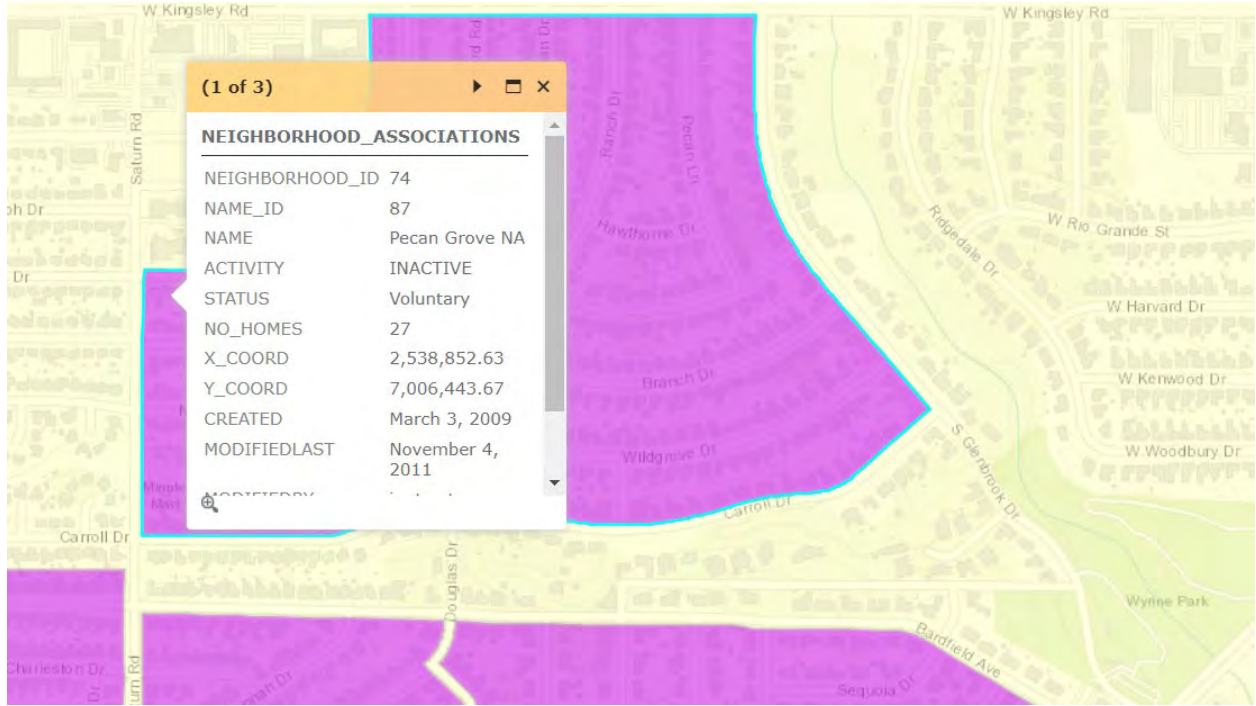 W Kingsley Rd
W Kingsley Rd
(1 of 3)
NEIGHBORHOOD_ASSOCIATIONS
NEIGHBORHOOD_ID 74
NAME_ID 87
NAME Pecan Grove NA
ACTIVITY INACTIVE
STATUS Voluntary
NO_HOMES 27
X_COORD 2,538,852.63
Y_COORD 7,006,443.67
CREATED March 3, 2009
MODIFIEDLAST November 4,
2011
Saturn Rd
Ranch Dr
Pecan Ln
Hawthorne Dr
Ridgedale Dr
W Rio Grande St
Dr
W Harvard Dr
Branch Dr
W Kenwood Dr
Wildgrove Dr
S Glenbrook Dr
W Woodbury Dr
Carroll Dr
Carroll Dr
Douglas Dr
Wynne Park
Bardfield Ave
Charleston Dr
Sequoia Dr